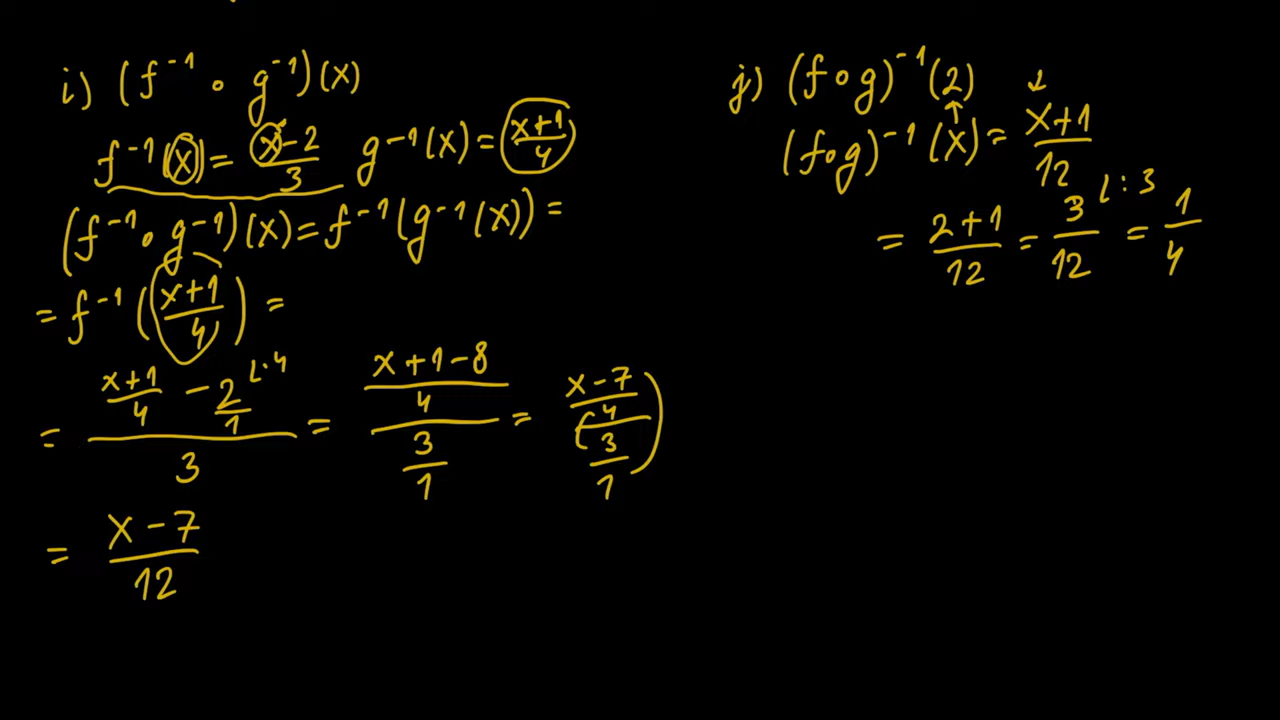 i) (f⁻¹ ∘ g⁻¹)(x)
f⁻¹(x) = (x-2)/3 g⁻¹(x) = (x+1)/4
(f⁻¹ ∘ g⁻¹)(x) = f⁻¹(g⁻¹(x)) =
= f⁻¹((x+1)/4) =
= ((x+1)/4 - 2/1 ⌊·4)/3 = ((x+1-8)/4)/(3/1) = ((x-7)/4)/(3/1)
= (x-7)/12
j) (f∘g)⁻¹(2)
(f∘g)⁻¹(x) = (x+1)/12
= (2+1)/12 = 3/12 ⌊:3 = 1/4